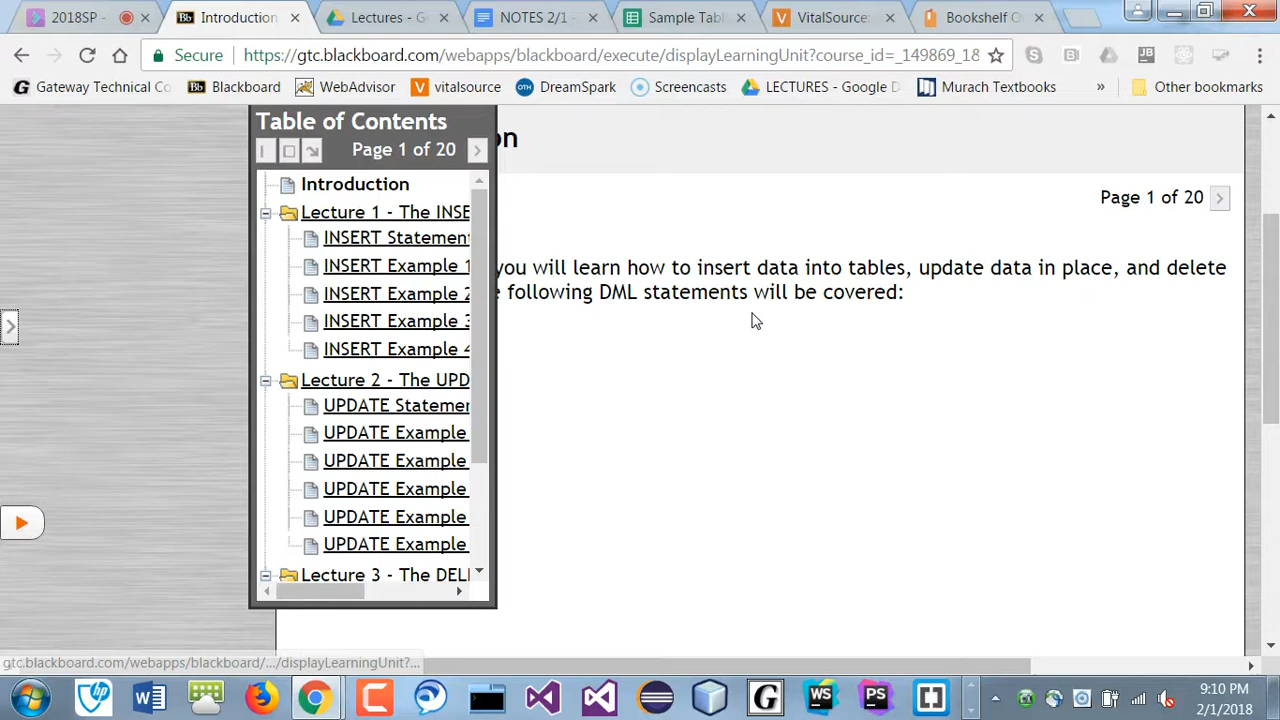 2018SP -
Introduction
Lectures - G
NOTES 2/1
Sample Tabl
VitalSource:
Bookshelf O
Secure
https://gtc.blackboard.com/webapps/blackboard/execute/displayLearningUnit?course_id=_149869_18
Gateway Technical Co
Blackboard
WebAdvisor
vitalsource
DreamSpark
Screencasts
LECTURES - Google D
Murach Textbooks
»
Other bookmarks
Table of Contents
on
Page 1 of 20
Introduction
Page 1 of 20
Lecture 1 - The INSE
INSERT Statement
INSERT Example 1
you will learn how to insert data into tables, update data in place, and delete
INSERT Example 2
following DML statements will be covered:
INSERT Example 3
INSERT Example 4
Lecture 2 - The UPD
UPDATE Statemen
UPDATE Example
UPDATE Example
UPDATE Example
UPDATE Example
UPDATE Example
Lecture 3 - The DEL
gtc.blackboard.com/webapps/blackboard/.../displayLearningUnit?...
9:10 PM
2/1/2018